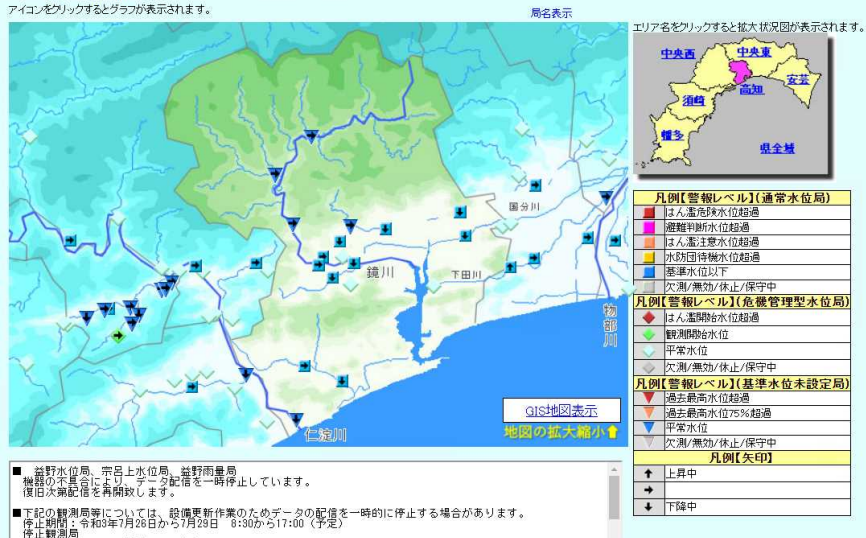 アイコンをクリックするとグラフが表示されます。
局名表示
エリア名をクリックすると拡大状況図が表示されます。
中央西
中央東
安芸
高知
須崎
幡多
県全域
国分川
鏡川
下田川
物部川
仁淀川
GIS地図表示
地図の拡大縮小
凡例【警報レベル】(通常水位局)
はん濫危険水位超過
避難判断水位超過
はん濫注意水位超過
水防団待機水位超過
基準水位以下
欠測/無効/休止/保守中
凡例【警報レベル】(危機管理型水位局)
はん濫開始水位超過
観測開始水位
平常水位
欠測/無効/休止/保守中
凡例【警報レベル】(基準水位未設定局)
過去最高水位超過
過去最高水位75%超過
平常水位
欠測/無効/休止/保守中
凡例【矢印】
上昇中
下降中
■ 益野水位局、宗呂上水位局、益野雨量局
機器の不具合により、データ配信を一時停止しています。
復旧次第配信を再開致します。
■下記の観測局等については、設備更新作業のためデータの配信を一時的に停止する場合があります。
停止期間：令和3年7月26日から7月29日 8:30から17:00（予定）
停止観測局